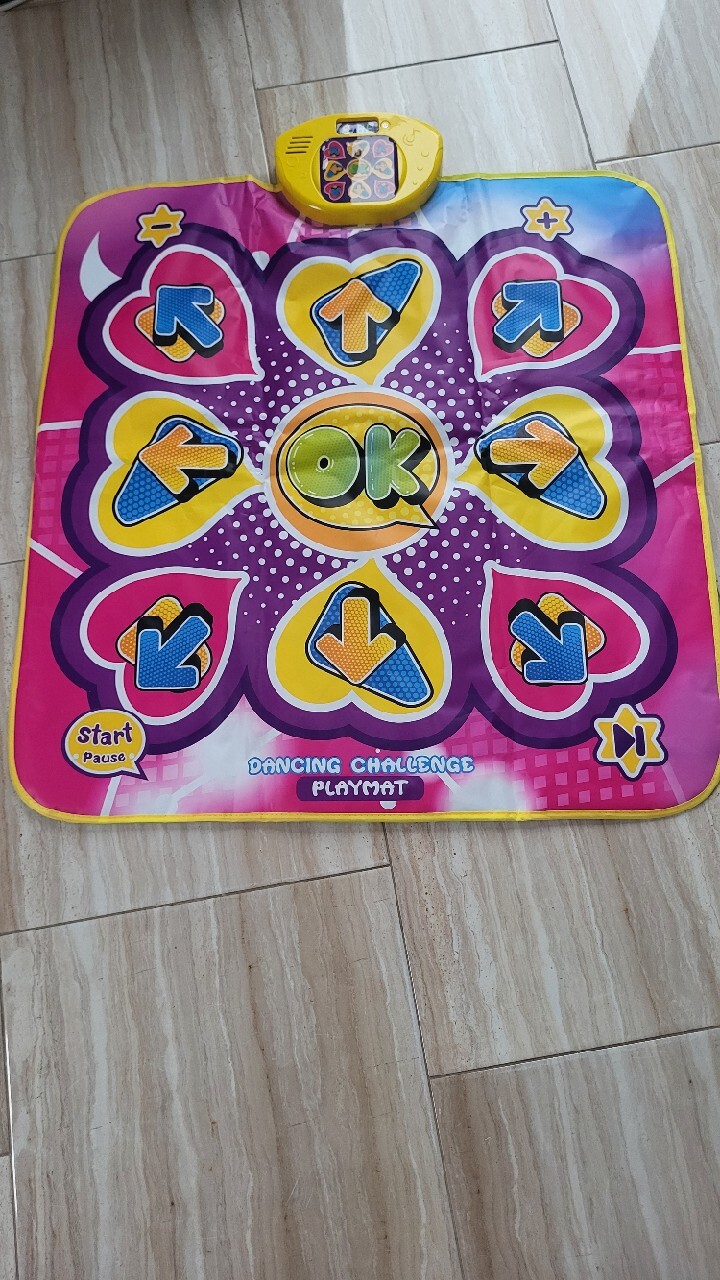 - +
OK
Start
Pause
DANCING CHALLENGE
PLAYMAT